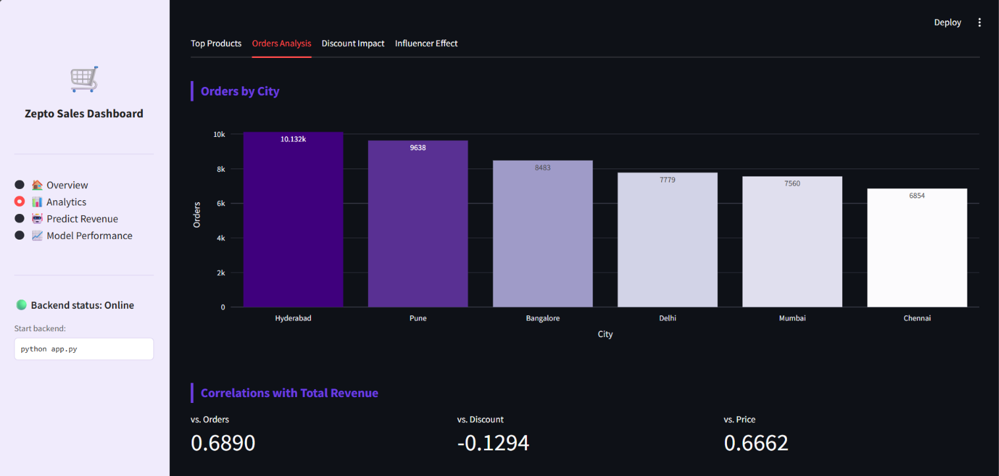 Deploy
Top Products Orders Analysis Discount Impact Influencer Effect
Zepto Sales Dashboard
Overview
Analytics
Predict Revenue
Model Performance
Backend status: Online
Start backend:
python app.py
Orders by City
Orders
10k
8k
6k
4k
2k
0
10.132k
9638
8483
7779
7560
6854
Hyderabad Pune Bangalore Delhi Mumbai Chennai
City
Correlations with Total Revenue
vs. Orders
0.6890
vs. Discount
-0.1294
vs. Price
0.6662